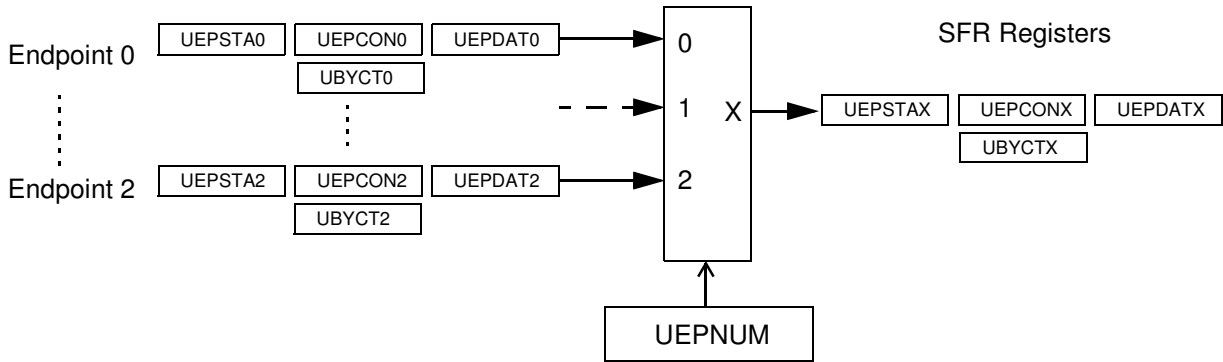 Endpoint 0
UEPSTA0 UEPCON0 UEPDAT0
UBYCT0
0
SFR Registers
1
X
UEPSTAX UEPCONX UEPDATX
UBYCTX
Endpoint 2
UEPSTA2 UEPCON2 UEPDAT2
UBYCT2
2
UEPNUM